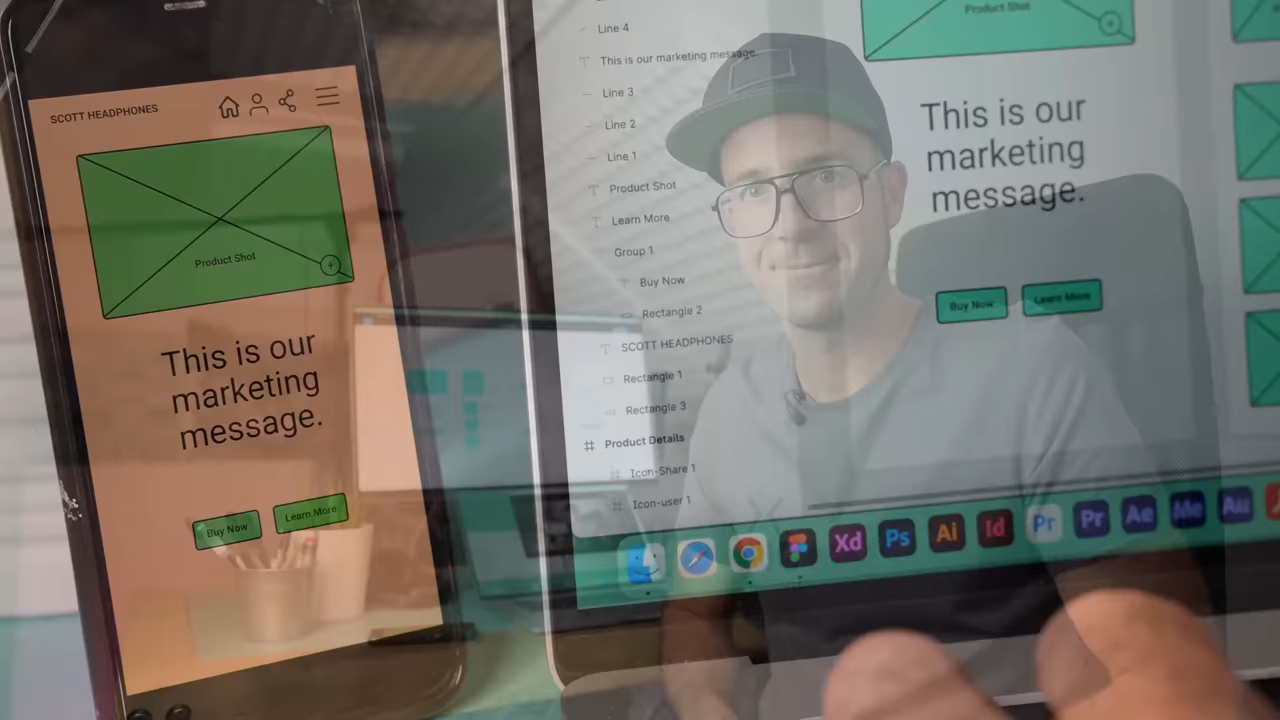 SCOTT HEADPHONES
Product Shot
This is our
marketing
message.
Buy Now
Learn More
Line 4
This is our marketing message.
Line 3
Line 2
Line 1
Product Shot
Learn More
Group 1
Buy Now
Rectangle 2
SCOTT HEADPHONES
Rectangle 1
Rectangle 3
Product Details
Icon-Share 1
Icon-user 1
Product Shot
This is our
marketing
message.
Buy Now
Learn More
Xd
Ps
Ai
Id
Pr
Pr
Ae
Me
Au